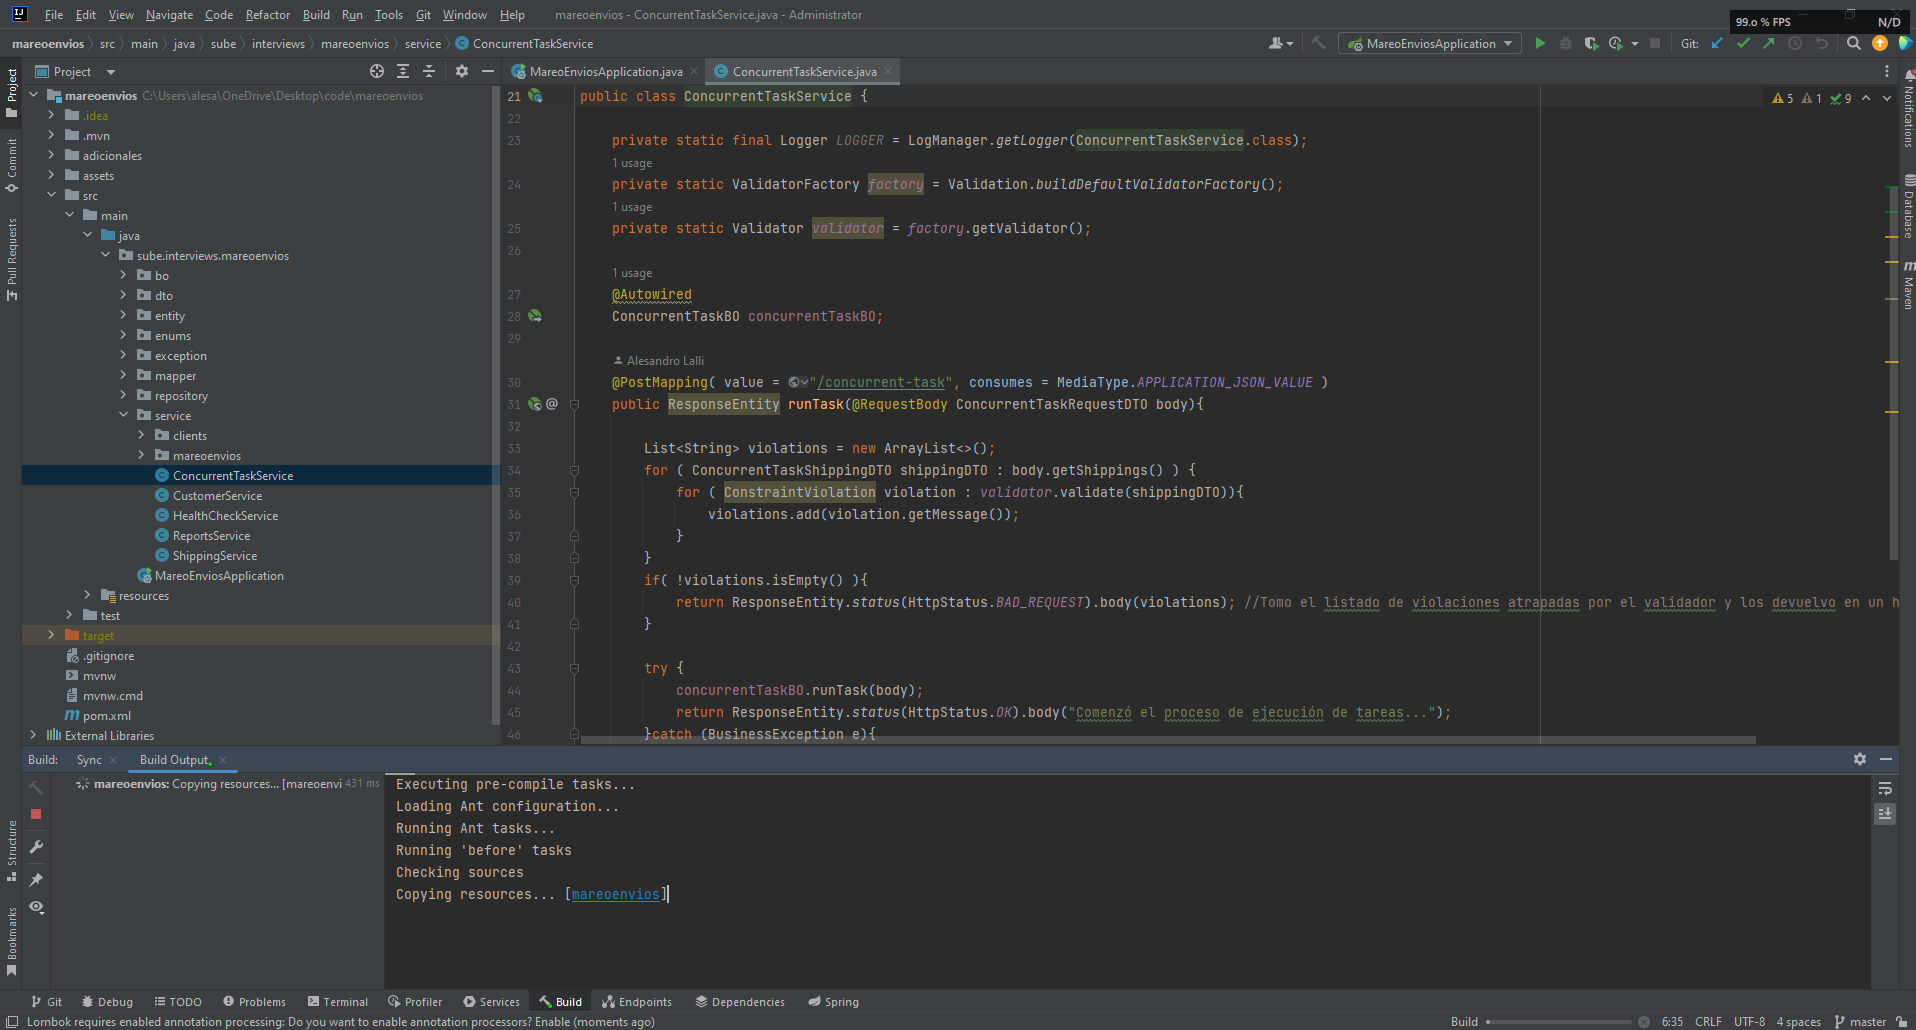 File Edit View Navigate Code Refactor Build Run Tools Git Window Help mareoenvios - ConcurrentTaskService.java - Administrator
99.0 % FPS N/D
mareoenvios src main java sube interviews mareoenvios service ConcurrentTaskService
MareoEnviosApplication Git:
Project
MareoEnviosApplication.java ConcurrentTaskService.java
Project
Commit
Pull Requests
Structure
Bookmarks
mareoenvios C:\Users\alesa\OneDrive\Desktop\code\mareoenvios
.idea
.mvn
adicionales
assets
src
main
java
sube.interviews.mareoenvios
bo
dto
entity
enums
exception
mapper
repository
service
clients
mareoenvios
ConcurrentTaskService
CustomerService
HealthCheckService
ReportsService
ShippingService
MareoEnviosApplication
resources
test
target
.gitignore
mvnw
mvnw.cmd
pom.xml
External Libraries
5 1 9
21 public class ConcurrentTaskService {
22
23 private static final Logger LOGGER = LogManager.getLogger(ConcurrentTaskService.class);
1 usage
24 private static ValidatorFactory factory = Validation.buildDefaultValidatorFactory();
1 usage
25 private static Validator validator = factory.getValidator();
26
1 usage
27 @Autowired
28 ConcurrentTaskBO concurrentTaskBO;
29
Alesandro Lalli
30 @PostMapping( value = "/concurrent-task", consumes = MediaType.APPLICATION_JSON_VALUE )
31 public ResponseEntity runTask(@RequestBody ConcurrentTaskRequestDTO body){
32
33 List<String> violations = new ArrayList<>();
34 for ( ConcurrentTaskShippingDTO shippingDTO : body.getShippings() ) {
35 for ( ConstraintViolation violation : validator.validate(shippingDTO)){
36 violations.add(violation.getMessage());
37 }
38 }
39 if( !violations.isEmpty() ){
40 return ResponseEntity.status(HttpStatus.BAD_REQUEST).body(violations); //Tomo el listado de violaciones atrapadas por el validador y los devuelvo en un h
41 }
42
43 try {
44 concurrentTaskBO.runTask(body);
45 return ResponseEntity.status(HttpStatus.OK).body("Comenzó el proceso de ejecución de tareas...");
46 }catch (BusinessException e){
Notifications
Database
Maven
Build: Sync Build Output
mareoenvios: Copying resources... [mareoenvi 431 ms
Executing pre-compile tasks...
Loading Ant configuration...
Running Ant tasks...
Running 'before' tasks
Checking sources
Copying resources... [mareoenvios]
Git Debug TODO Problems Terminal Profiler Services Build Endpoints Dependencies Spring
Lombok requires enabled annotation processing: Do you want to enable annotation processors? Enable (moments ago) Build 6:35 CRLF UTF-8 4 spaces master